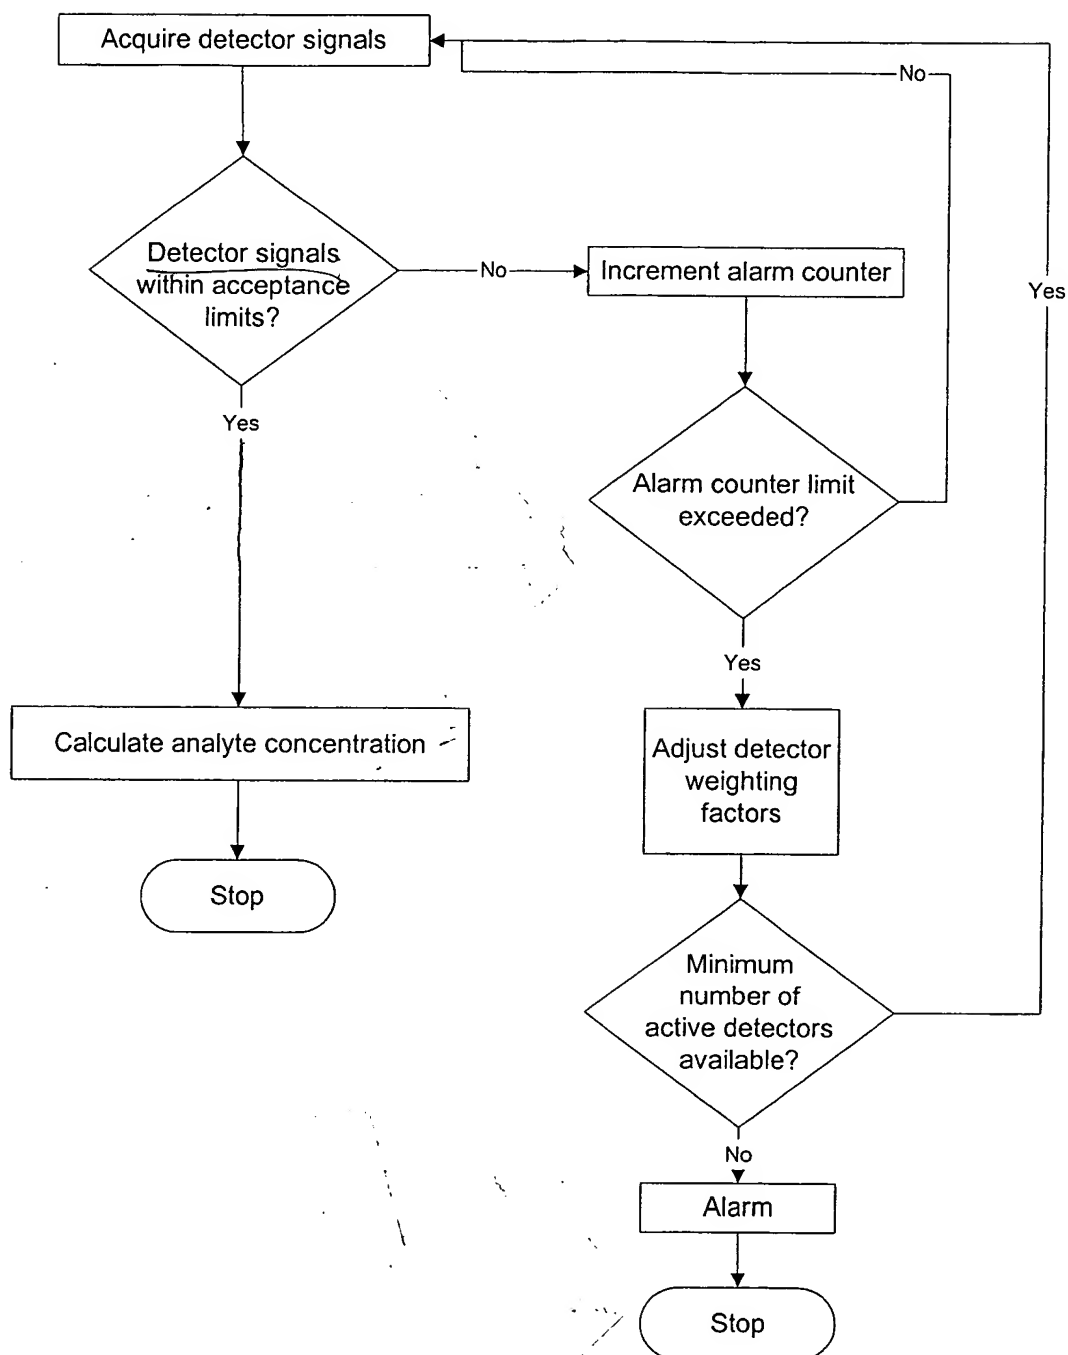 Acquire detector signals
No
Detector signals
within acceptance
limits?
No
Increment alarm counter
Yes
Yes
Alarm counter limit
exceeded?
Yes
Calculate analyte concentration
Adjust detector
weighting
factors
Stop
Minimum
number of
active detectors
available?
No
Alarm
Stop